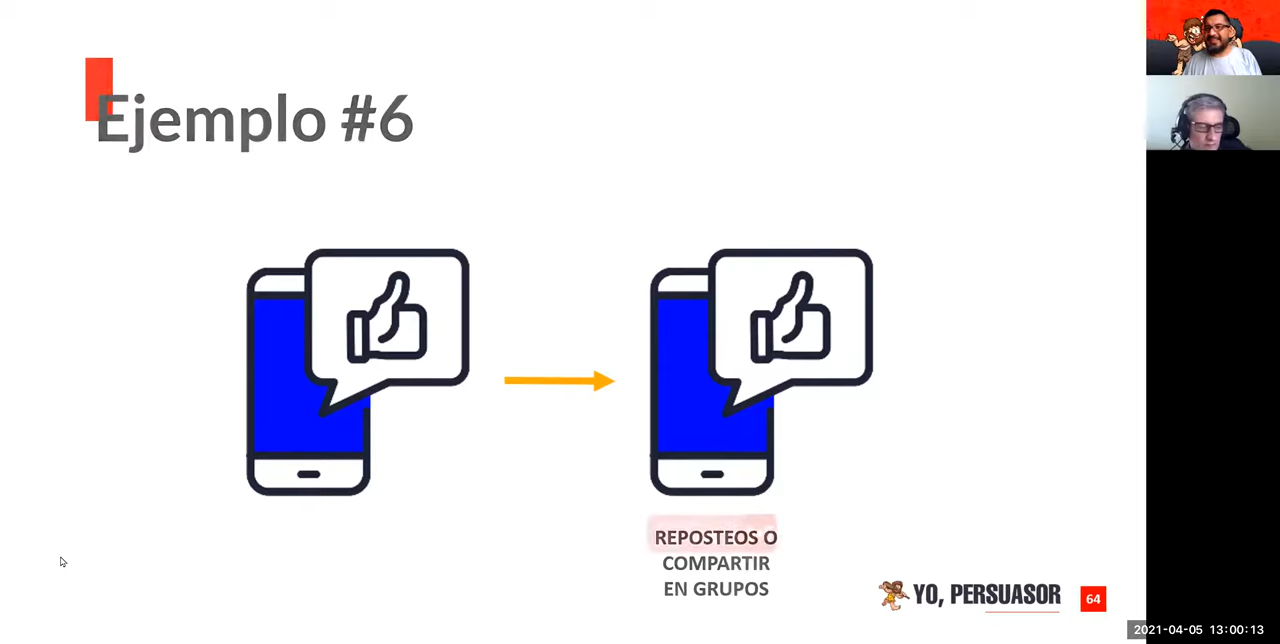 Ejemplo #6
REPOSTEOS O
COMPARTIR
EN GRUPOS
YO, PERSUASOR
64
2021-04-05 13:00:13